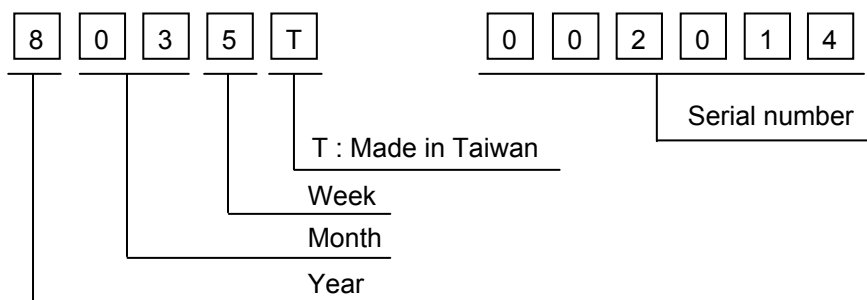 8 0 3 5 T 0 0 2 0 1 4
Serial number
T : Made in Taiwan
Week
Month
Year